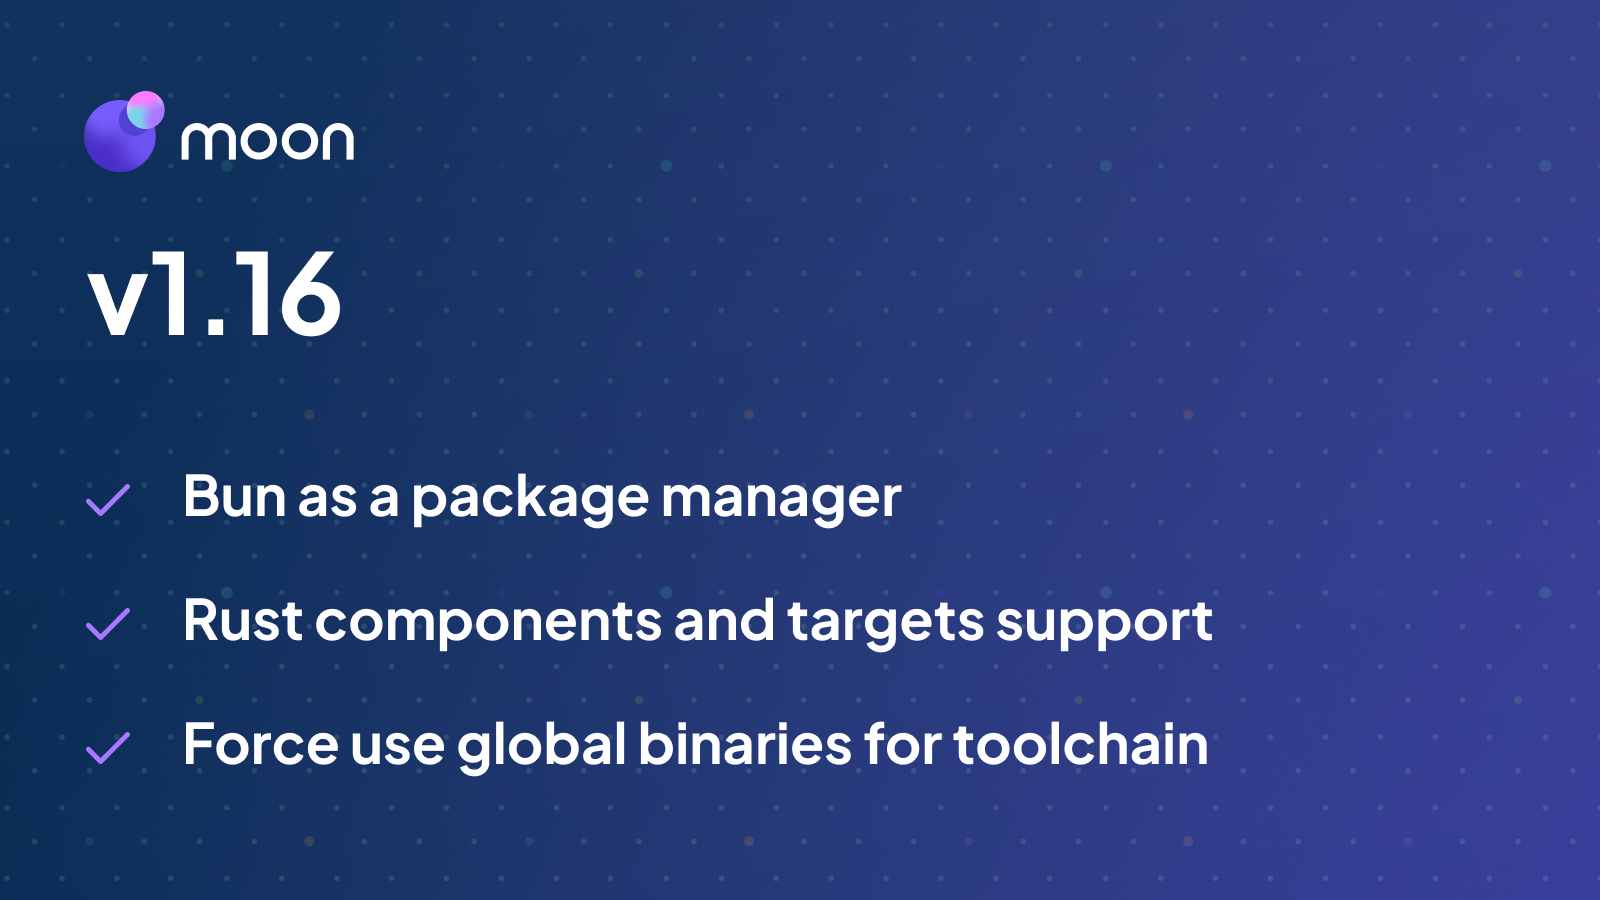 moon
v1.16
Bun as a package manager
Rust components and targets support
Force use global binaries for toolchain